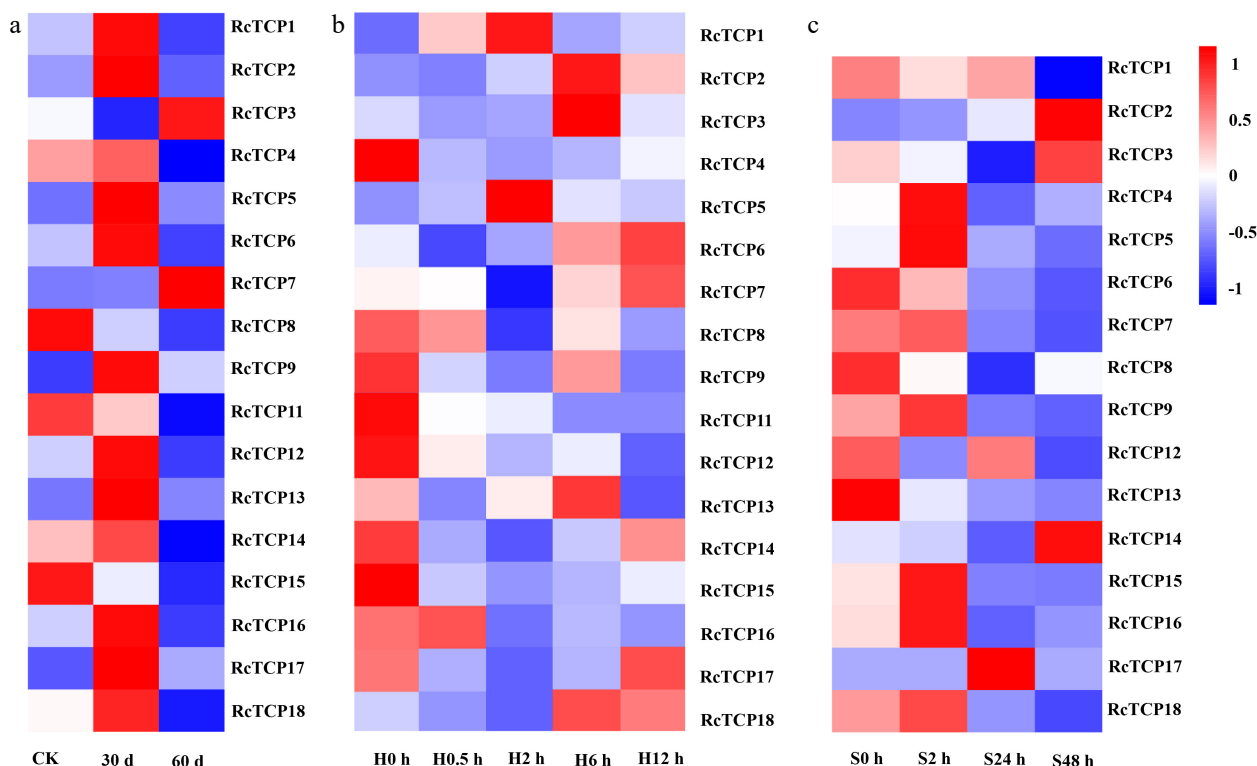 a
RcTCP1
RcTCP2
RcTCP3
RcTCP4
RcTCP5
RcTCP6
RcTCP7
RcTCP8
RcTCP9
RcTCP11
RcTCP12
RcTCP13
RcTCP14
RcTCP15
RcTCP16
RcTCP17
RcTCP18
CK 30 d 60 d
b
RcTCP1
RcTCP2
RcTCP3
RcTCP4
RcTCP5
RcTCP6
RcTCP7
RcTCP8
RcTCP9
RcTCP11
RcTCP12
RcTCP13
RcTCP14
RcTCP15
RcTCP16
RcTCP17
RcTCP18
H0 h H0.5 h H2 h H6 h H12 h
c
RcTCP1
RcTCP2
RcTCP3
RcTCP4
RcTCP5
RcTCP6
RcTCP7
RcTCP8
RcTCP9
RcTCP12
RcTCP13
RcTCP14
RcTCP15
RcTCP16
RcTCP17
RcTCP18
S0 h S2 h S24 h S48 h
1
0.5
0
-0.5
-1